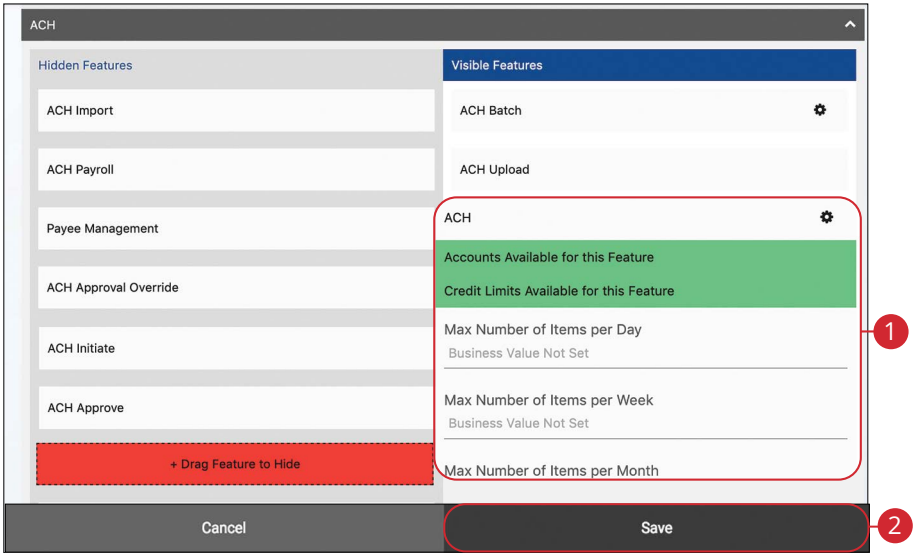 ACH
Hidden Features
ACH Import
ACH Payroll
Payee Management
ACH Approval Override
ACH Initiate
ACH Approve
+ Drag Feature to Hide
Visible Features
ACH Batch
ACH Upload
ACH
Accounts Available for this Feature
Credit Limits Available for this Feature
Max Number of Items per Day
Business Value Not Set
Max Number of Items per Week
Business Value Not Set
Max Number of Items per Month
1
Cancel
Save
2